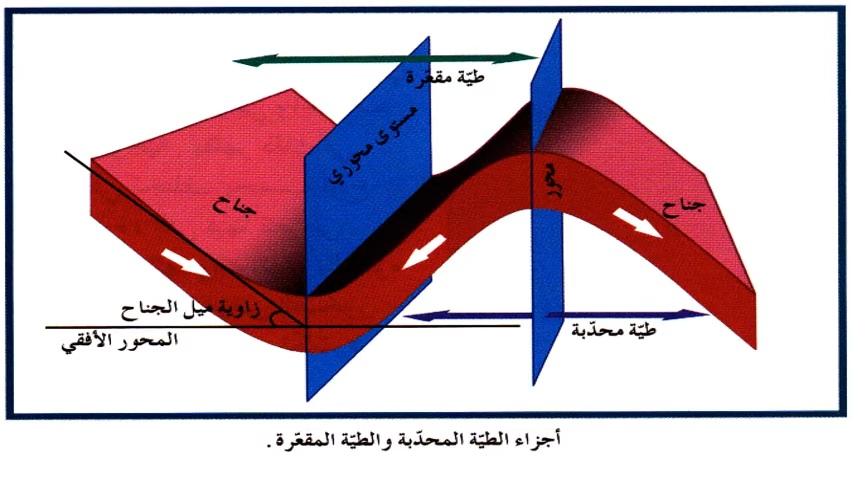 طيّة مقعّرة
مستوى محوري
محور
جناح
جناح
زاوية ميل الجناح
المحور الأفقي
طيّة محدّبة
أجزاء الطيّة المحدّبة والطيّة المقعّرة .